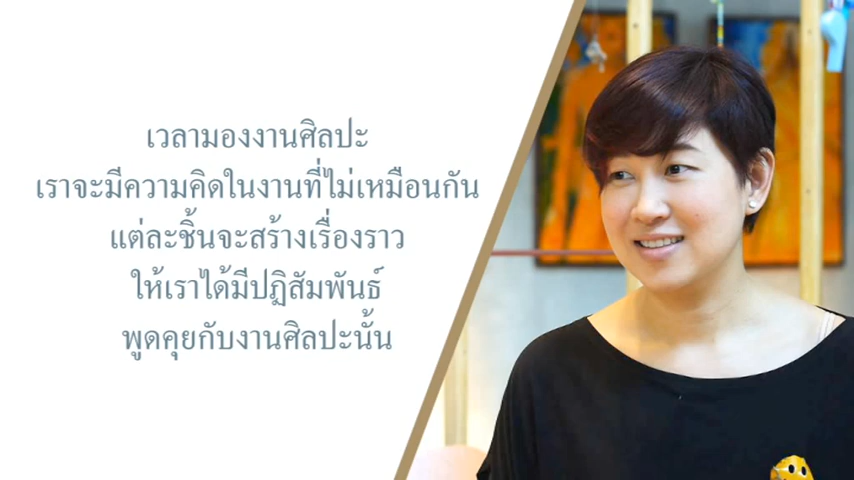 เวลามองงานศิลปะ
เราจะมีความคิดในงานที่ไม่เหมือนกัน
แต่ละชิ้นจะสร้างเรื่องราว
ให้เราได้มีปฏิสัมพันธ์
พูดคุยกับงานศิลปะนั้น